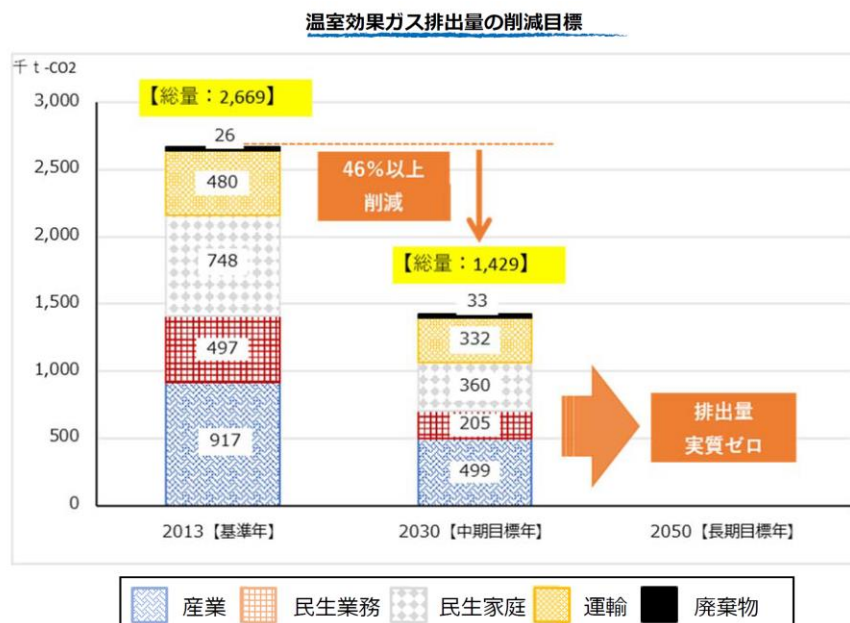 温室効果ガス排出量の削減目標
千ｔ-CO2
3,000
2,500
2,000
1,500
1,000
500
0
【総量：2,669】
26
480
748
497
917
46%以上
削減
【総量：1,429】
33
332
360
205
499
排出量
実質ゼロ
2013【基準年】
2030【中期目標年】
2050【長期目標年】
産業
民生業務
民生家庭
運輸
廃棄物